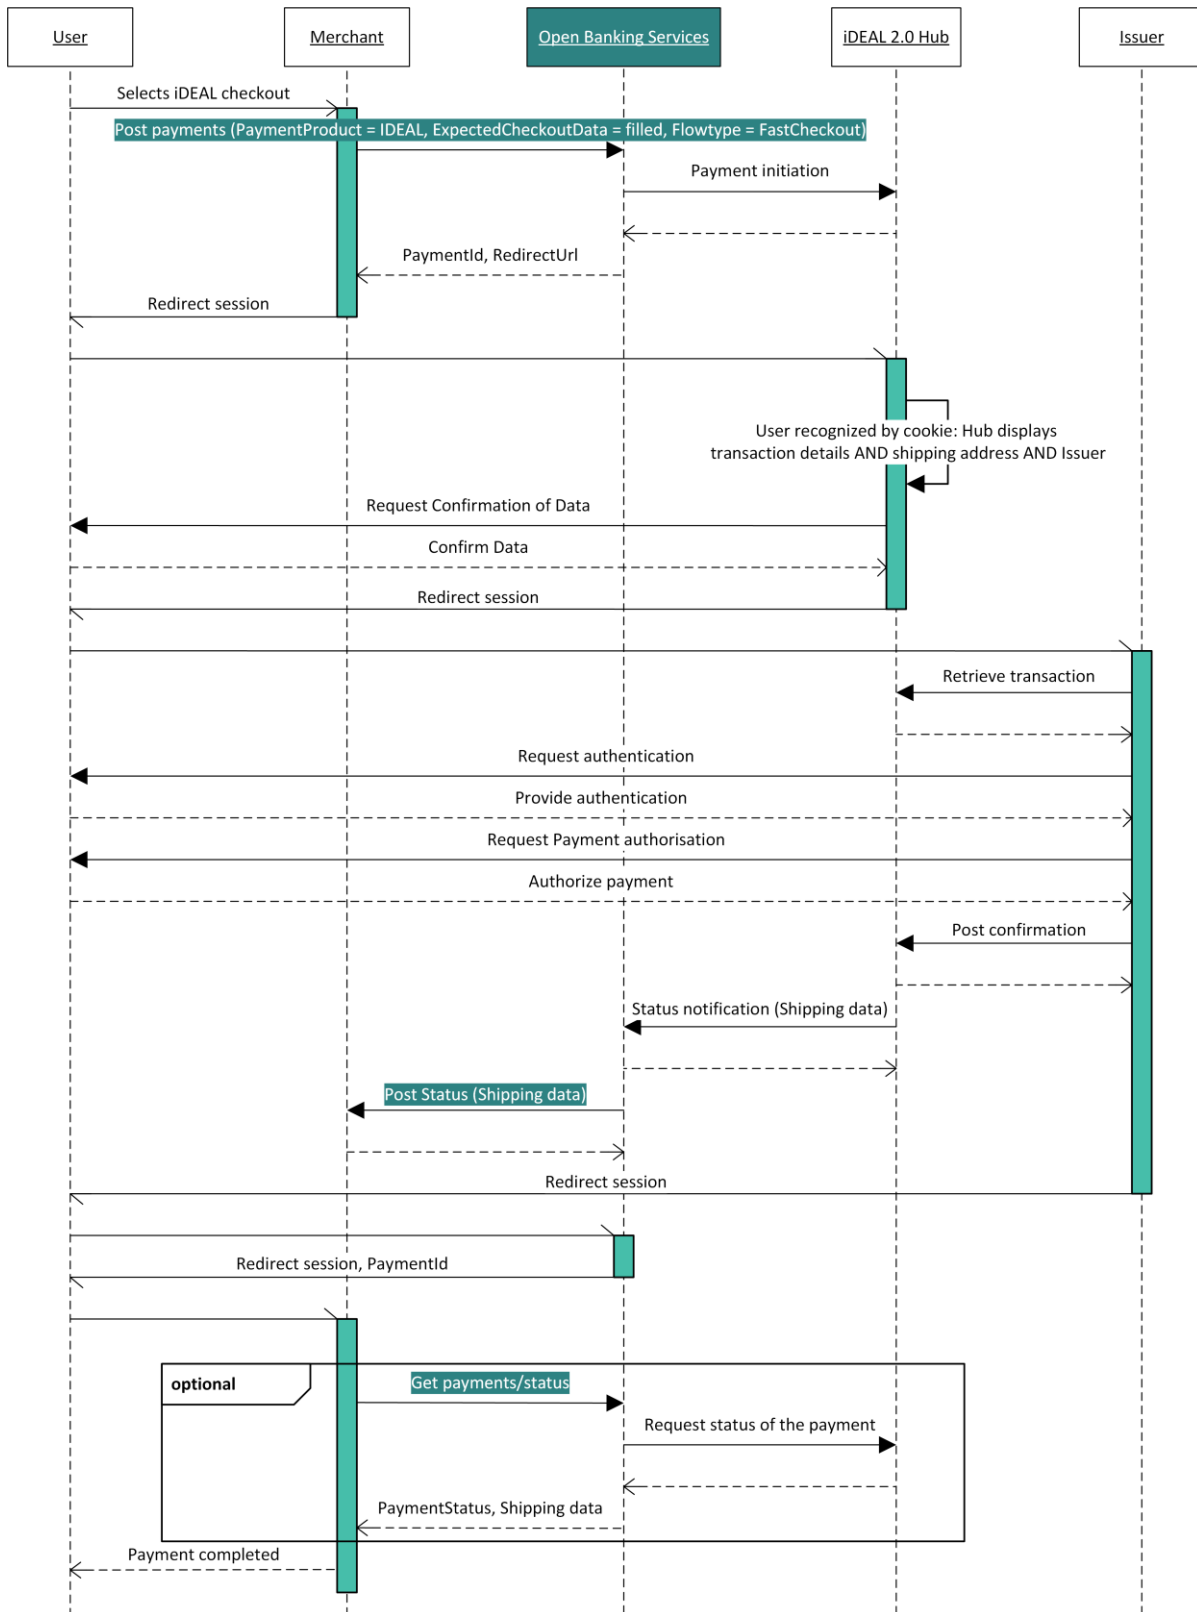 User
Merchant
Open Banking Services
iDEAL 2.0 Hub
Issuer
Selects iDEAL checkout
Post payments (PaymentProduct = IDEAL, ExpectedCheckoutData = filled, Flowtype = FastCheckout)
Payment initiation
PaymentId, RedirectUrl
Redirect session
User recognized by cookie: Hub displays
transaction details AND shipping address AND Issuer
Request Confirmation of Data
Confirm Data
Redirect session
Retrieve transaction
Request authentication
Provide authentication
Request Payment authorisation
Authorize payment
Post confirmation
Status notification (Shipping data)
Post Status (Shipping data)
Redirect session
Redirect session, PaymentId
optional
Get payments/status
Request status of the payment
PaymentStatus, Shipping data
Payment completed